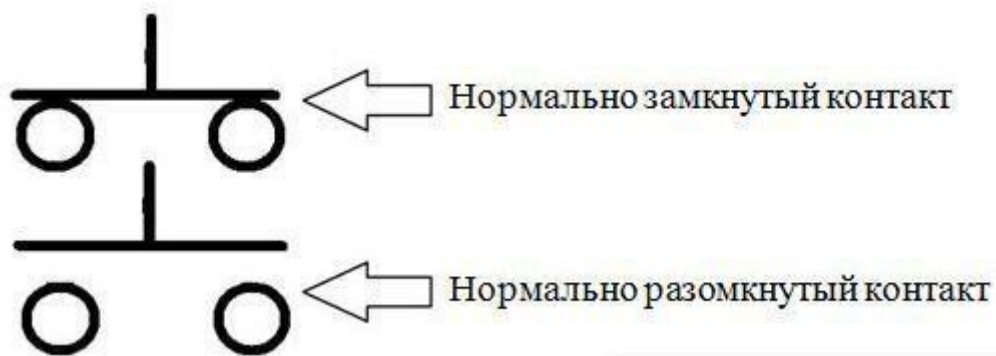 Нормально замкнутый контакт
Нормально разомкнутый контакт